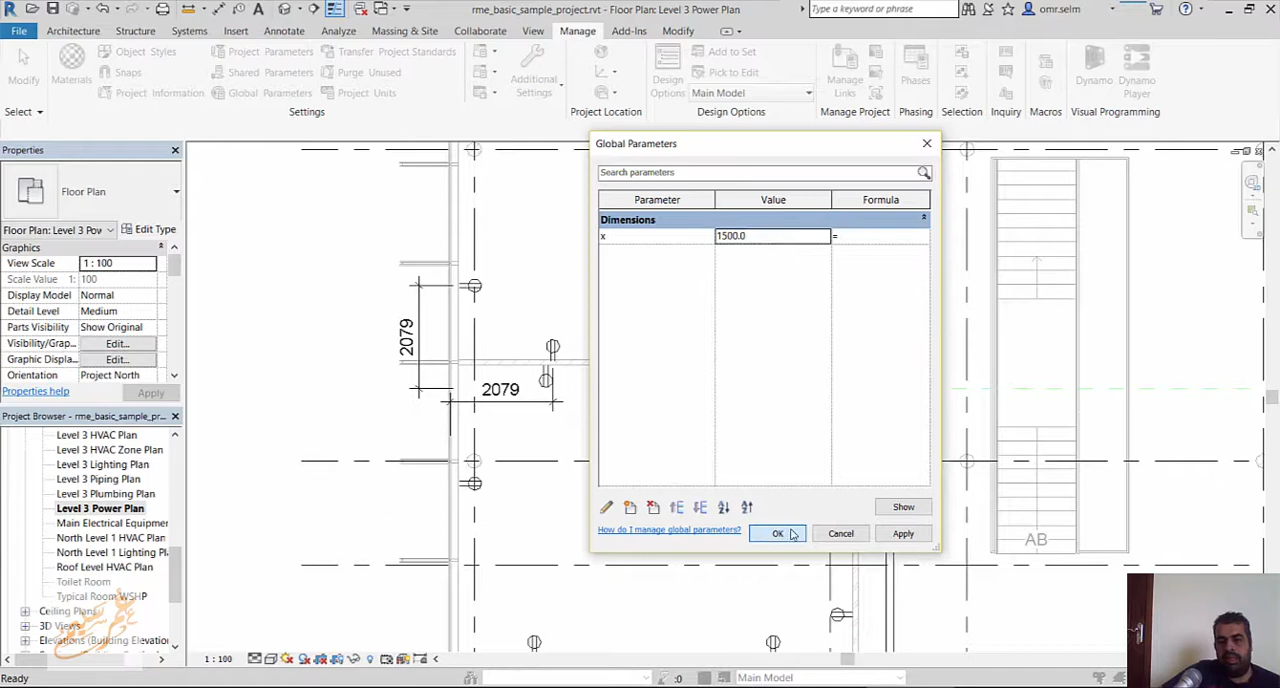 rme_basic_sample_project.rvt - Floor Plan: Level 3 Power Plan
Type a keyword or phrase
omr.selm
File Architecture Structure Systems Insert Annotate Analyze Massing & Site Collaborate View Manage Add-Ins Modify
Modify
Select
Materials
Object Styles
Snaps
Project Information
Project Parameters
Shared Parameters
Global Parameters
Transfer Project Standards
Purge Unused
Project Units
Additional
Settings
Settings
Project Location
Design
Options
Add to Set
Pick to Edit
Main Model
Design Options
Manage
Links
Manage Project
Phases
Phasing
Selection
Inquiry
Macros
Dynamo
Dynamo
Player
Visual Programming
Properties
Floor Plan
Floor Plan: Level 3 Pow
Edit Type
Graphics
View Scale 1 : 100
Scale Value 1: 100
Display Model Normal
Detail Level Medium
Parts Visibility Show Original
Visibility/Grap... Edit...
Graphic Displa... Edit...
Orientation Project North
Properties help
Apply
Project Browser - rme_basic_sample_pr...
Level 3 HVAC Plan
Level 3 HVAC Zone Plan
Level 3 Lighting Plan
Level 3 Piping Plan
Level 3 Plumbing Plan
Level 3 Power Plan
Main Electrical Equipmer
North Level 1 HVAC Plan
North Level 1 Lighting Pl
Roof Level HVAC Plan
Toilet Room
Typical Room WSHP
Ceiling Plans
3D Views
Elevations (Building Elevation
2079
2079
AB
Global Parameters
Search parameters
Parameter Value Formula
Dimensions
x 1500.0 =
Show
How do I manage global parameters?
OK Cancel Apply
1 : 100
Ready
:0
Main Model